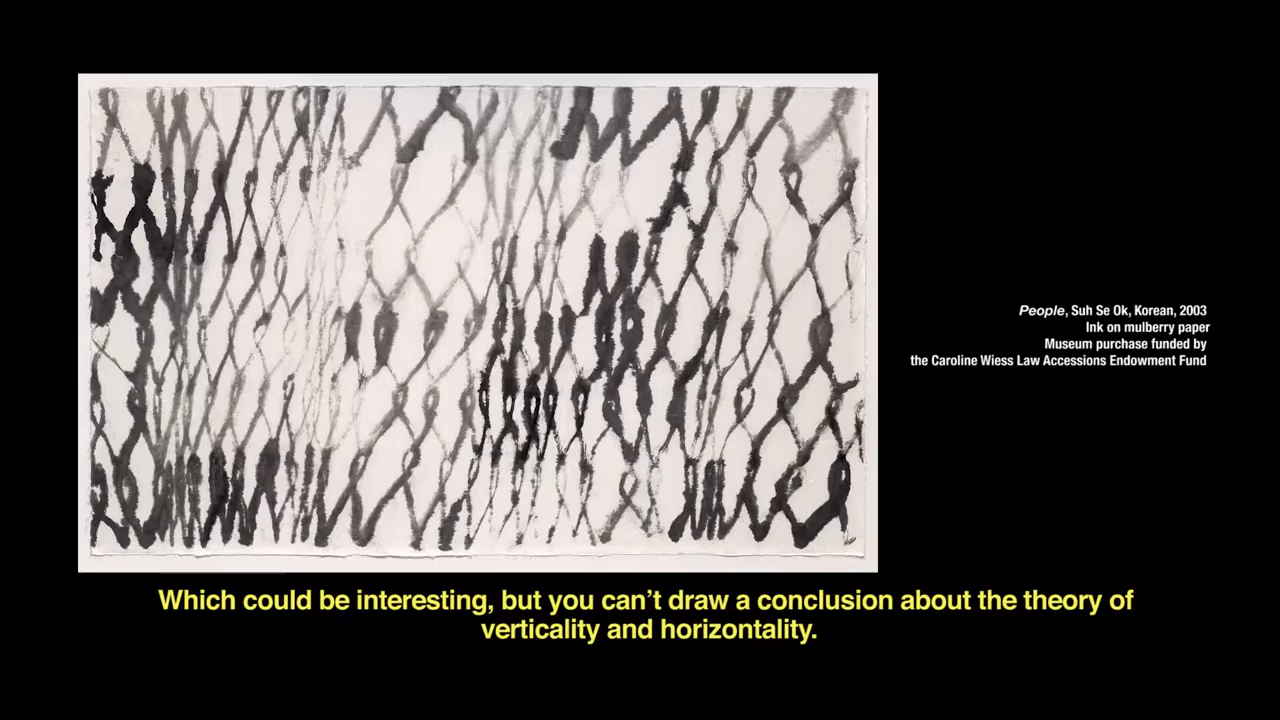 People, Suh Se Ok, Korean, 2003
Ink on mulberry paper
Museum purchase funded by
the Caroline Wiess Law Accessions Endowment Fund
Which could be interesting, but you can’t draw a conclusion about the theory of
verticality and horizontality.